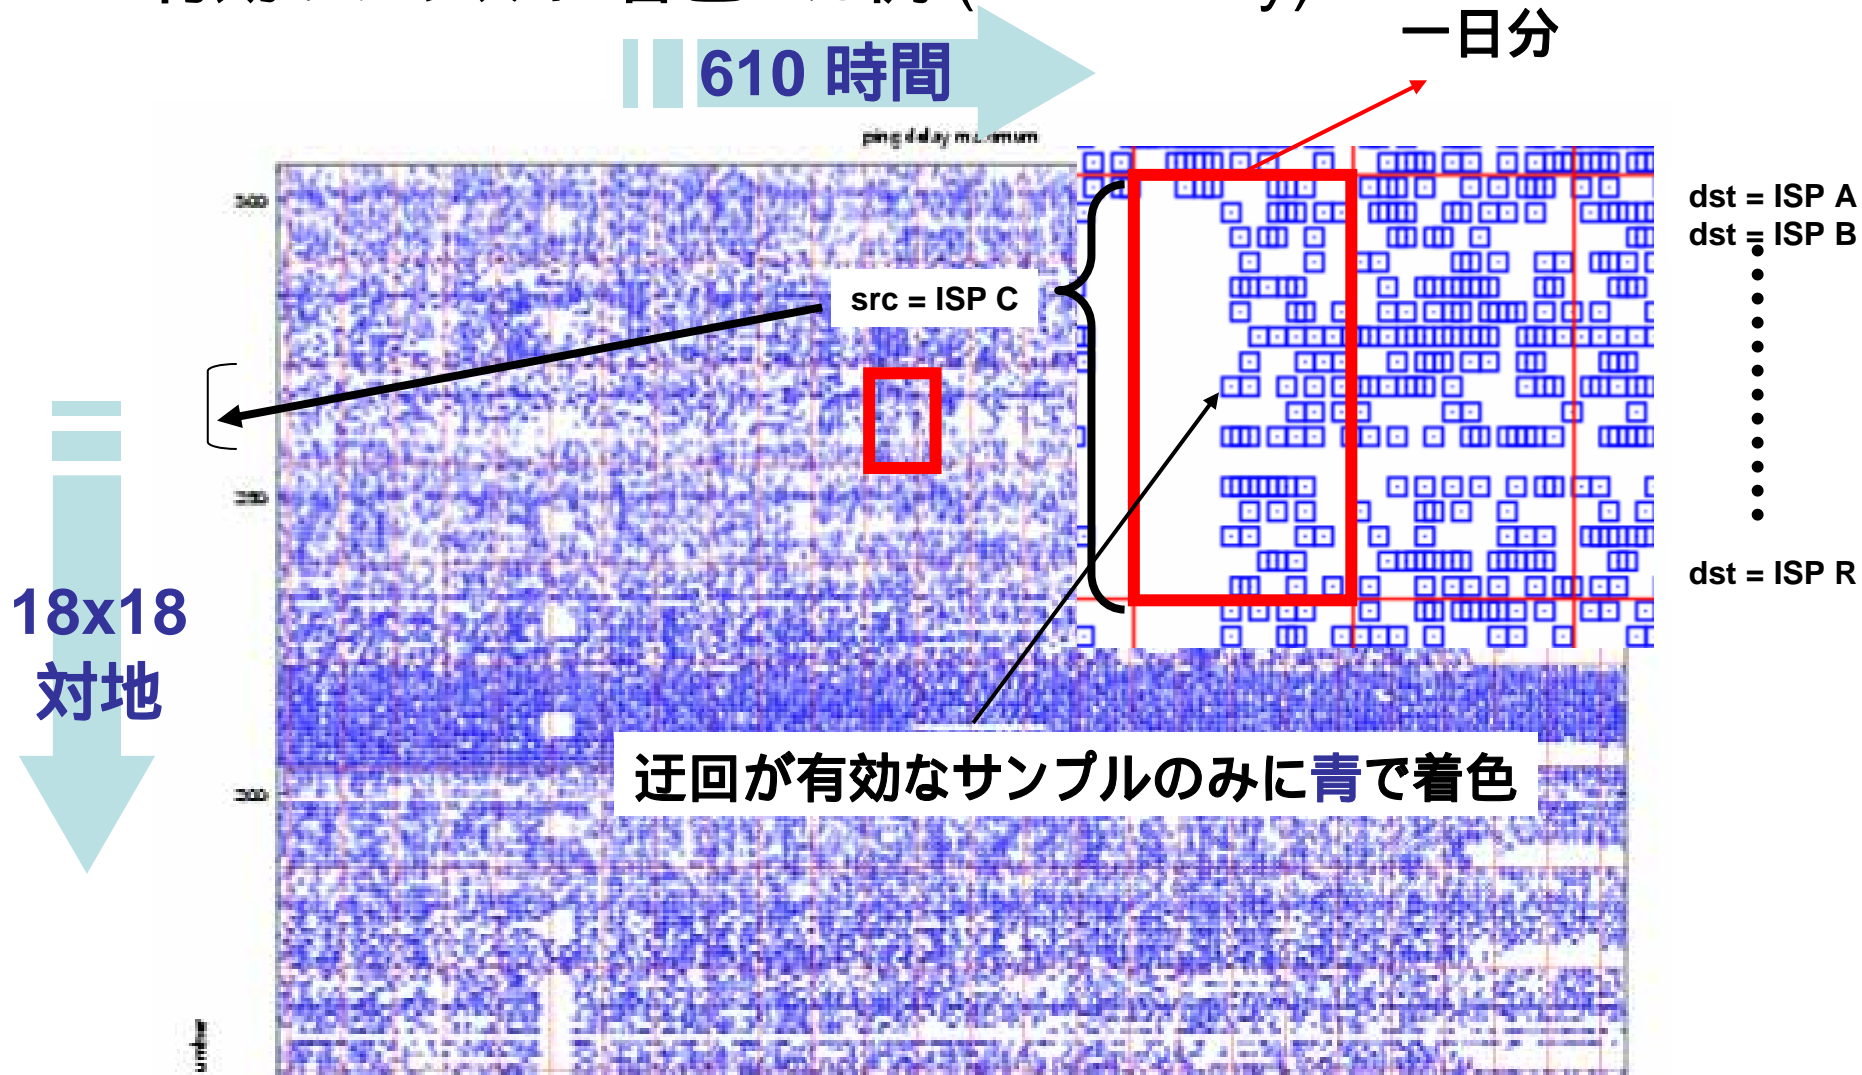 610 時間
一日分
ping delay maximum
dst = ISP A
dst = ISP B
src = ISP C
18x18
対地
dst = ISP R
迂回が有効なサンプルのみに青で着色
300